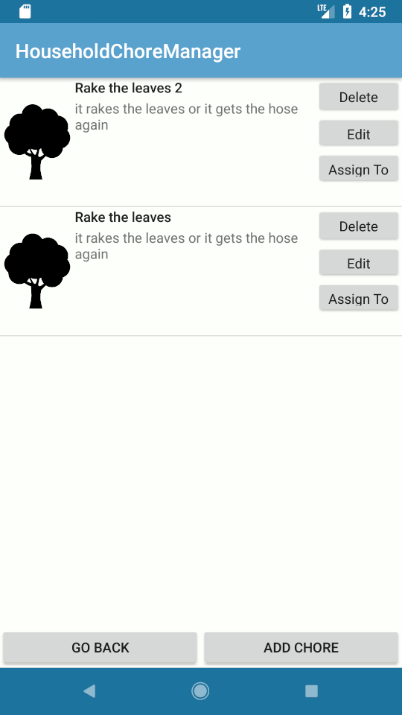 LTE 4:25
HouseholdChoreManager
Rake the leaves 2
it rakes the leaves or it gets the hose
again
Delete
Edit
Assign To
Rake the leaves
it rakes the leaves or it gets the hose
again
Delete
Edit
Assign To
GO BACK
ADD CHORE